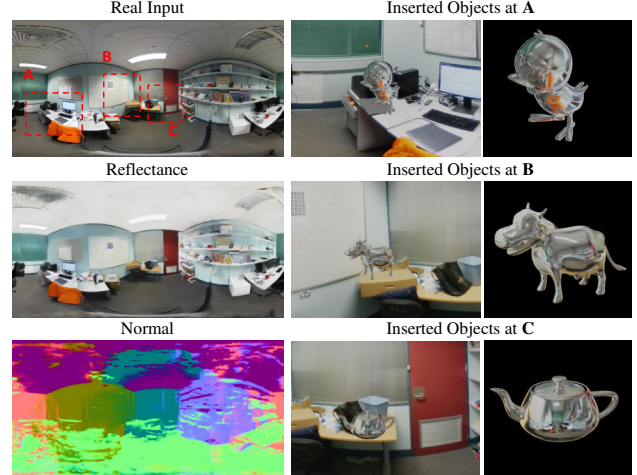 Real Input
Inserted Objects at A
A
B
C
Reflectance
Inserted Objects at B
Normal
Inserted Objects at C